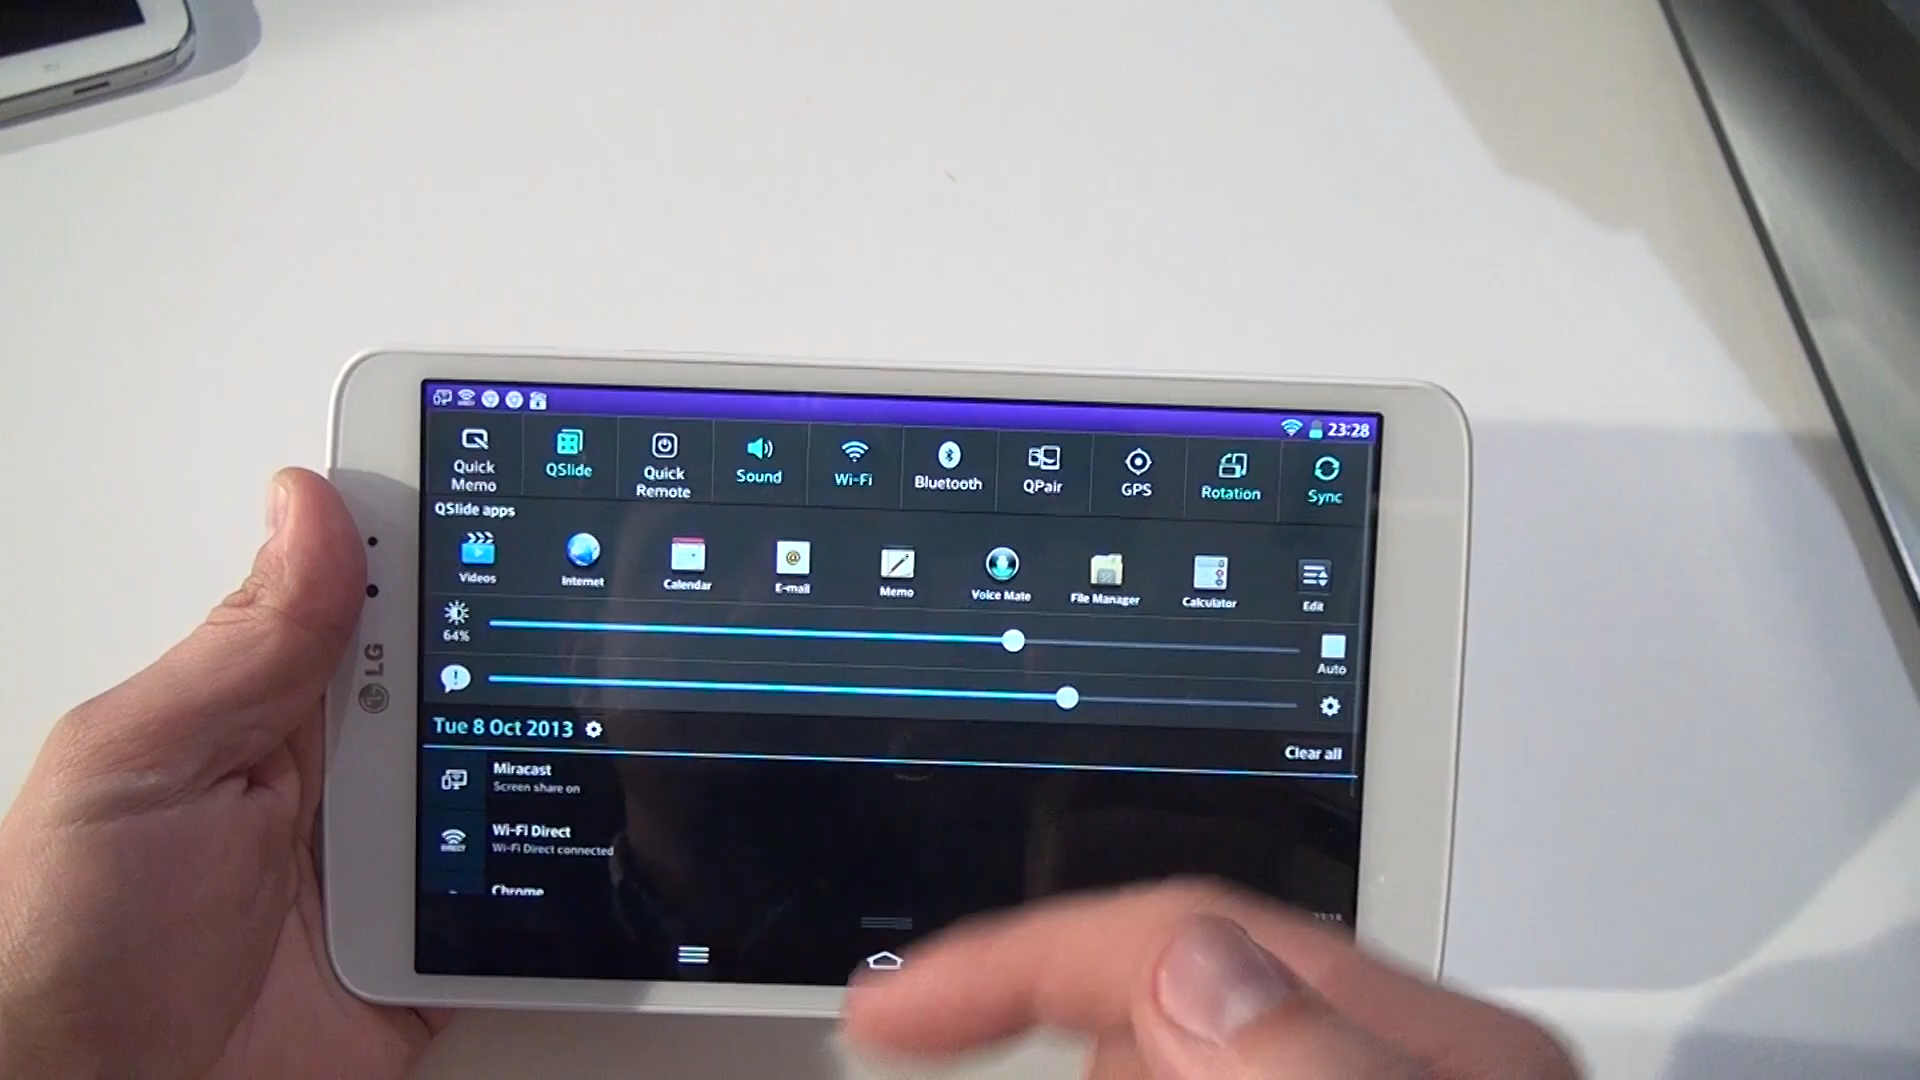 23:28
Quick Memo
QSlide
Quick Remote
Sound
Wi-Fi
Bluetooth
QPair
GPS
Rotation
Sync
QSlide apps
Videos
Internet
Calendar
E-mail
Memo
Voice Mate
File Manager
Calculator
Edit
64%
Auto
Tue 8 Oct 2013
Clear all
Miracast
Screen share on
Wi-Fi Direct
DIRECT
Wi-Fi Direct connected
Chrome
LG